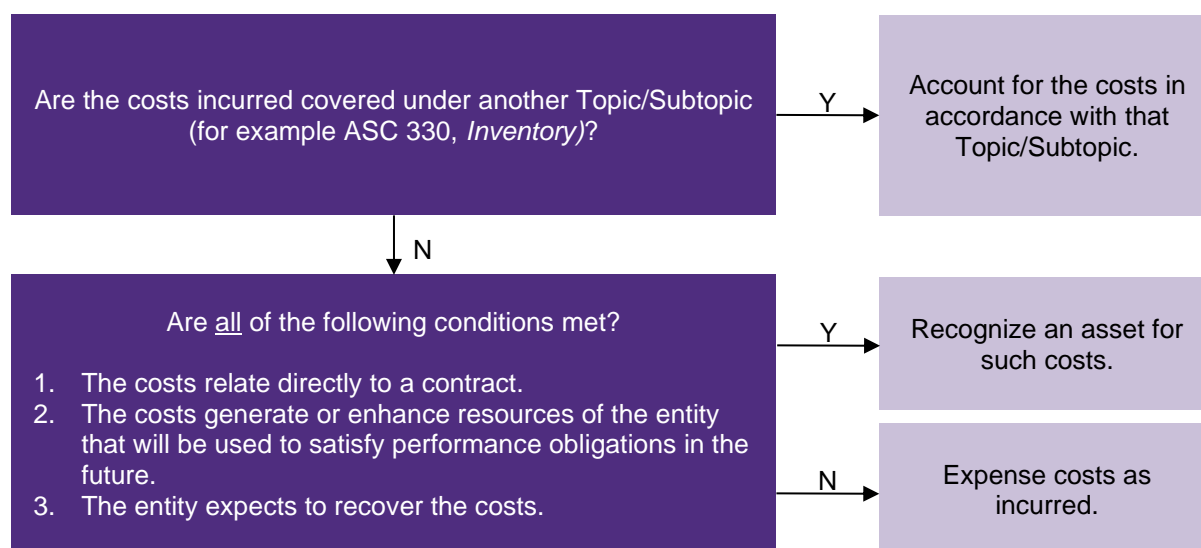 Are the costs incurred covered under another Topic/Subtopic
(for example ASC 330, Inventory)?
Y
Account for the costs in
accordance with that
Topic/Subtopic.
N
Are all of the following conditions met?
1. The costs relate directly to a contract.
2. The costs generate or enhance resources of the entity
that will be used to satisfy performance obligations in the
future.
3. The entity expects to recover the costs.
Y
Recognize an asset for
such costs.
N
Expense costs as
incurred.